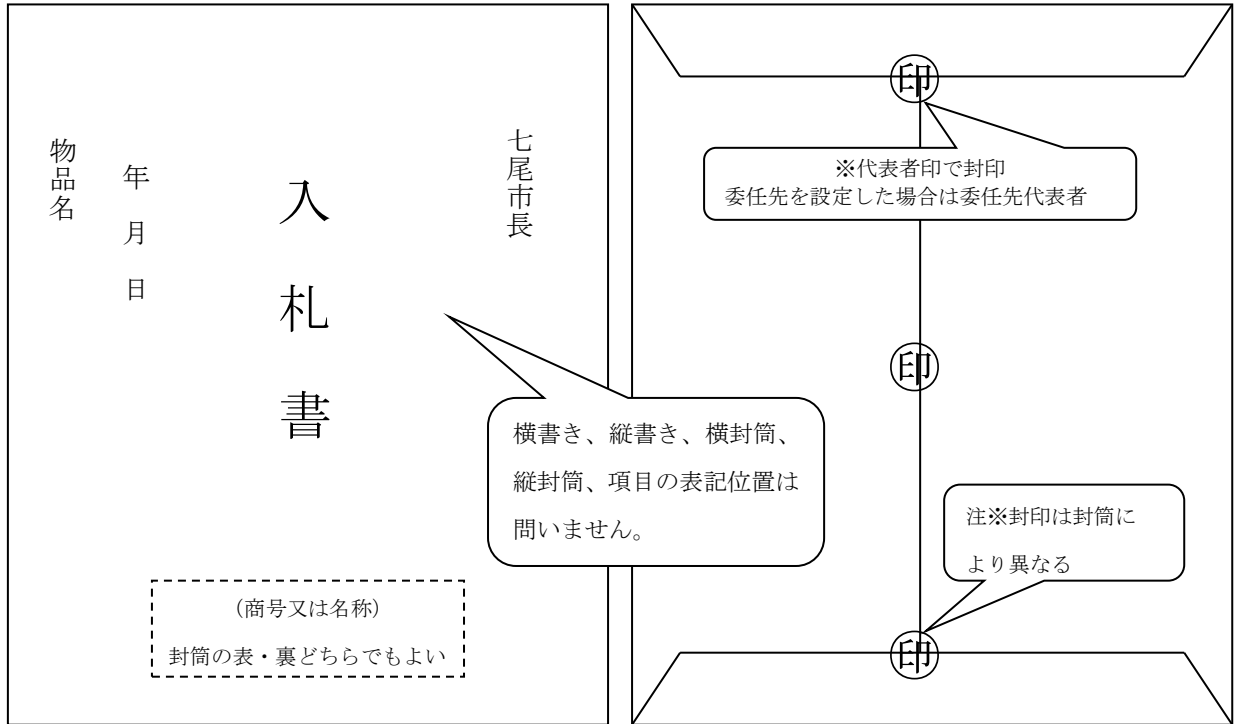 七尾市長
入札書
年月日
物品名
横書き、縦書き、横封筒、
縦封筒、項目の表記位置は
問いません。
（商号又は名称）
封筒の表・裏どちらでもよい
印
※代表者印で封印
委任先を設定した場合は委任先代表者
印
注※封印は封筒に
より異なる
印